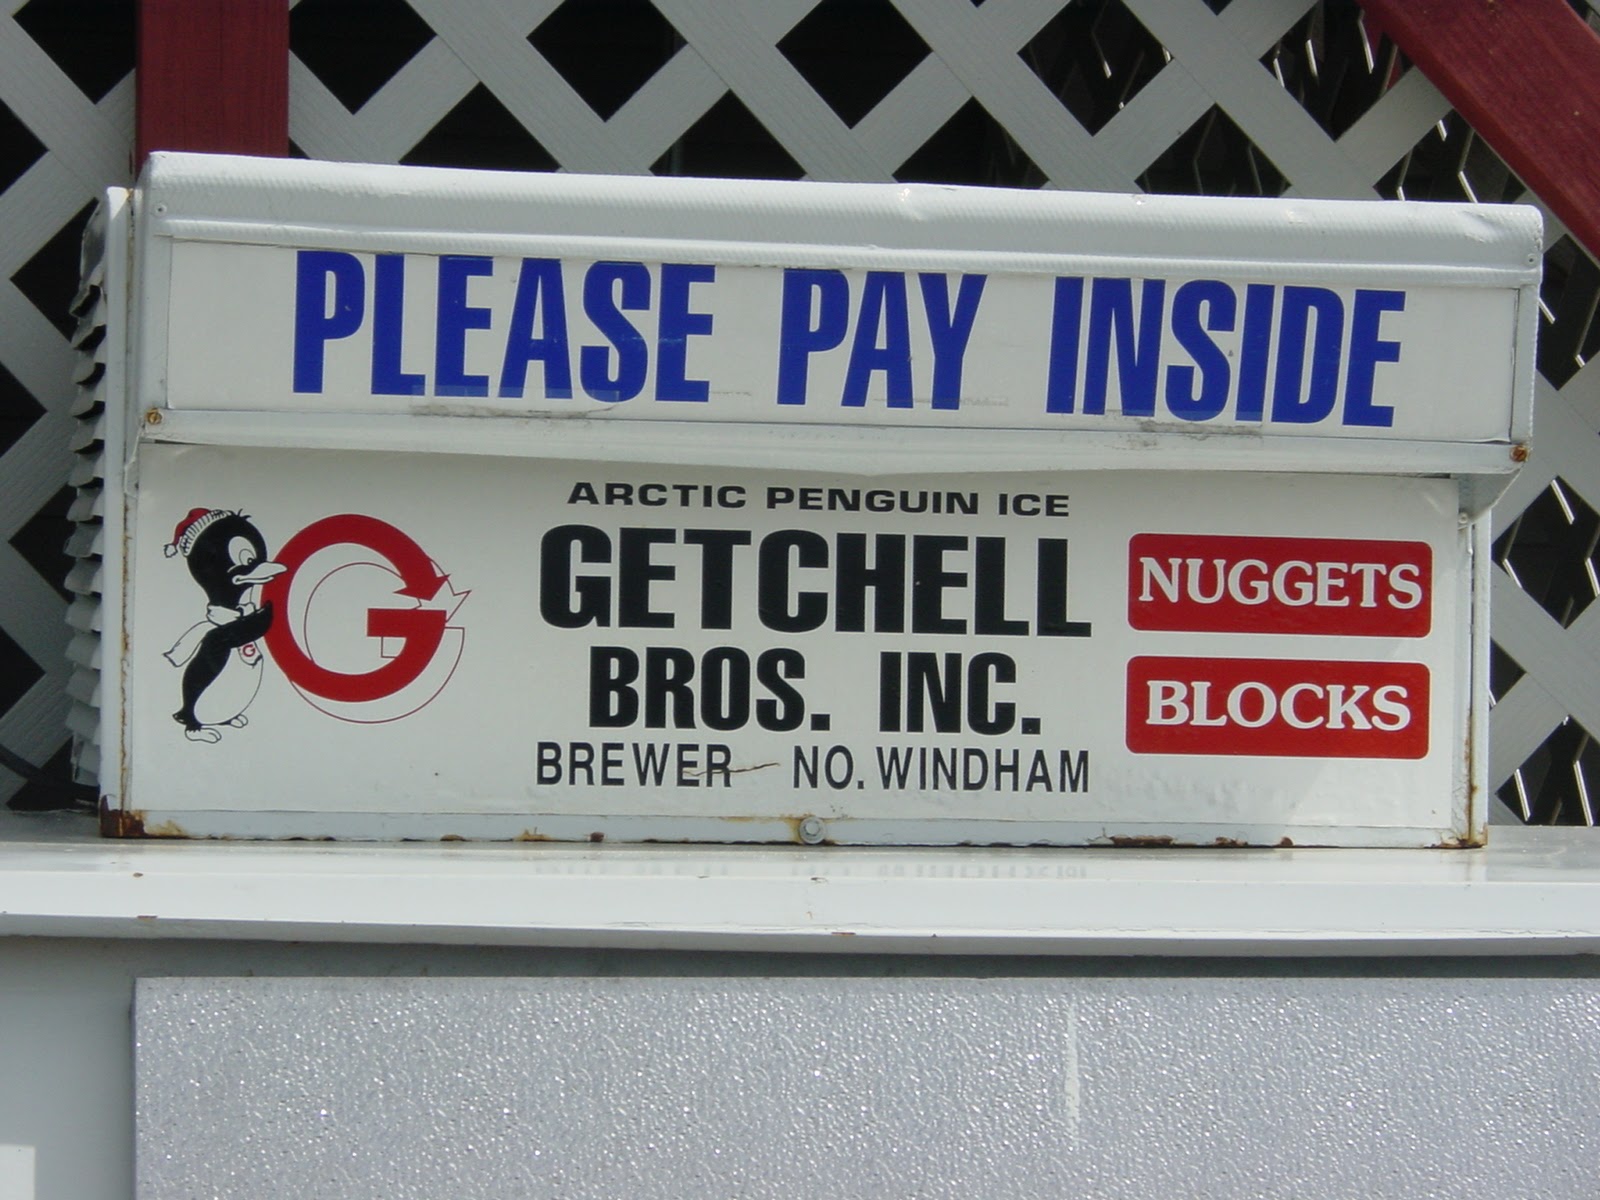 PLEASE PAY INSIDE
ARCTIC PENGUIN ICE
GETCHELL
BROS. INC.
BREWER NO. WINDHAM
G
NUGGETS
BLOCKS